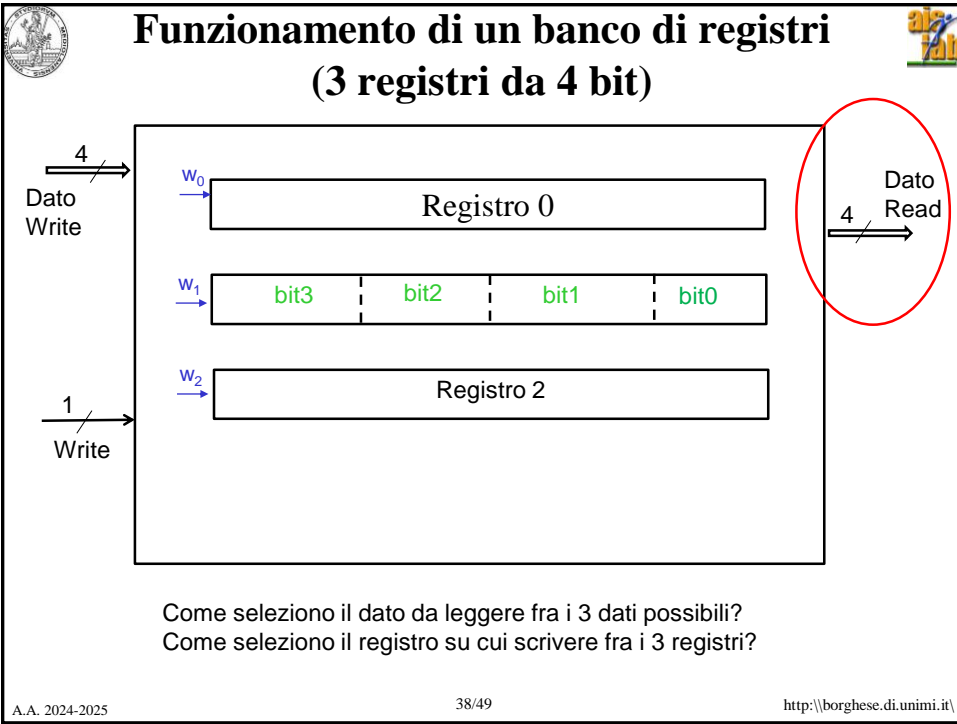 Funzionamento di un banco di registri
(3 registri da 4 bit)
4
Dato
Write
w0
Registro 0
4
Dato
Read
w1
bit3
bit2
bit1
bit0
w2
Registro 2
1
Write
Come seleziono il dato da leggere fra i 3 dati possibili?
Come seleziono il registro su cui scrivere fra i 3 registri?
A.A. 2024-2025
38/49
http:\\borghese.di.unimi.it\